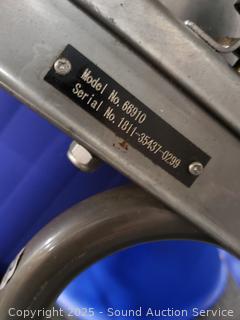 Model No. 66910
Serial No. 1811-35437-0299
Copyright 2025 - Sound Auction Service